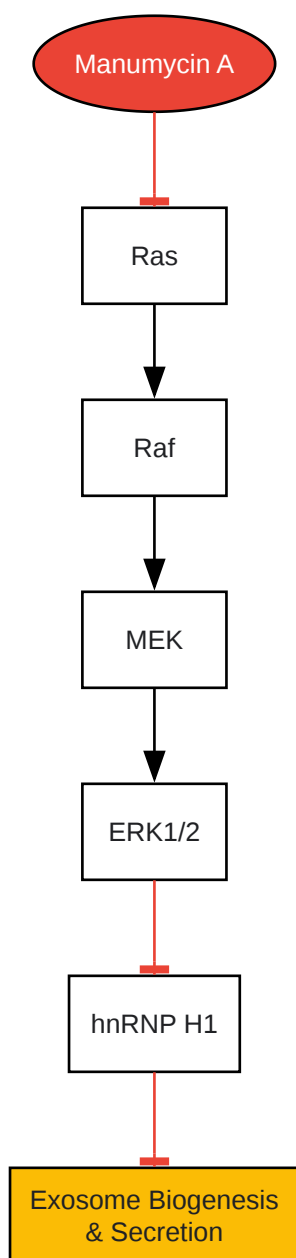 Manumycin A
Ras
Raf
MEK
ERK1/2
hnRNP H1
Exosome Biogenesis
& Secretion